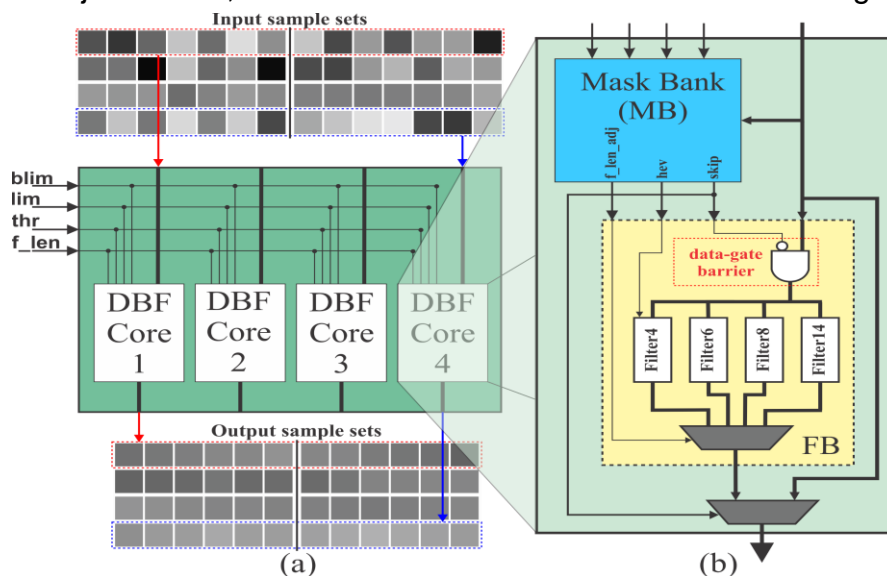 Input sample sets
blim
lim
thr
f_len
DBF
Core
1
DBF
Core
2
DBF
Core
3
DBF
Core
4
Output sample sets
(a)
Mask Bank
(MB)
f_len_adj
hev
skip
data-gate
barrier
Filter4
Filter6
Filter8
Filter14
FB
(b)